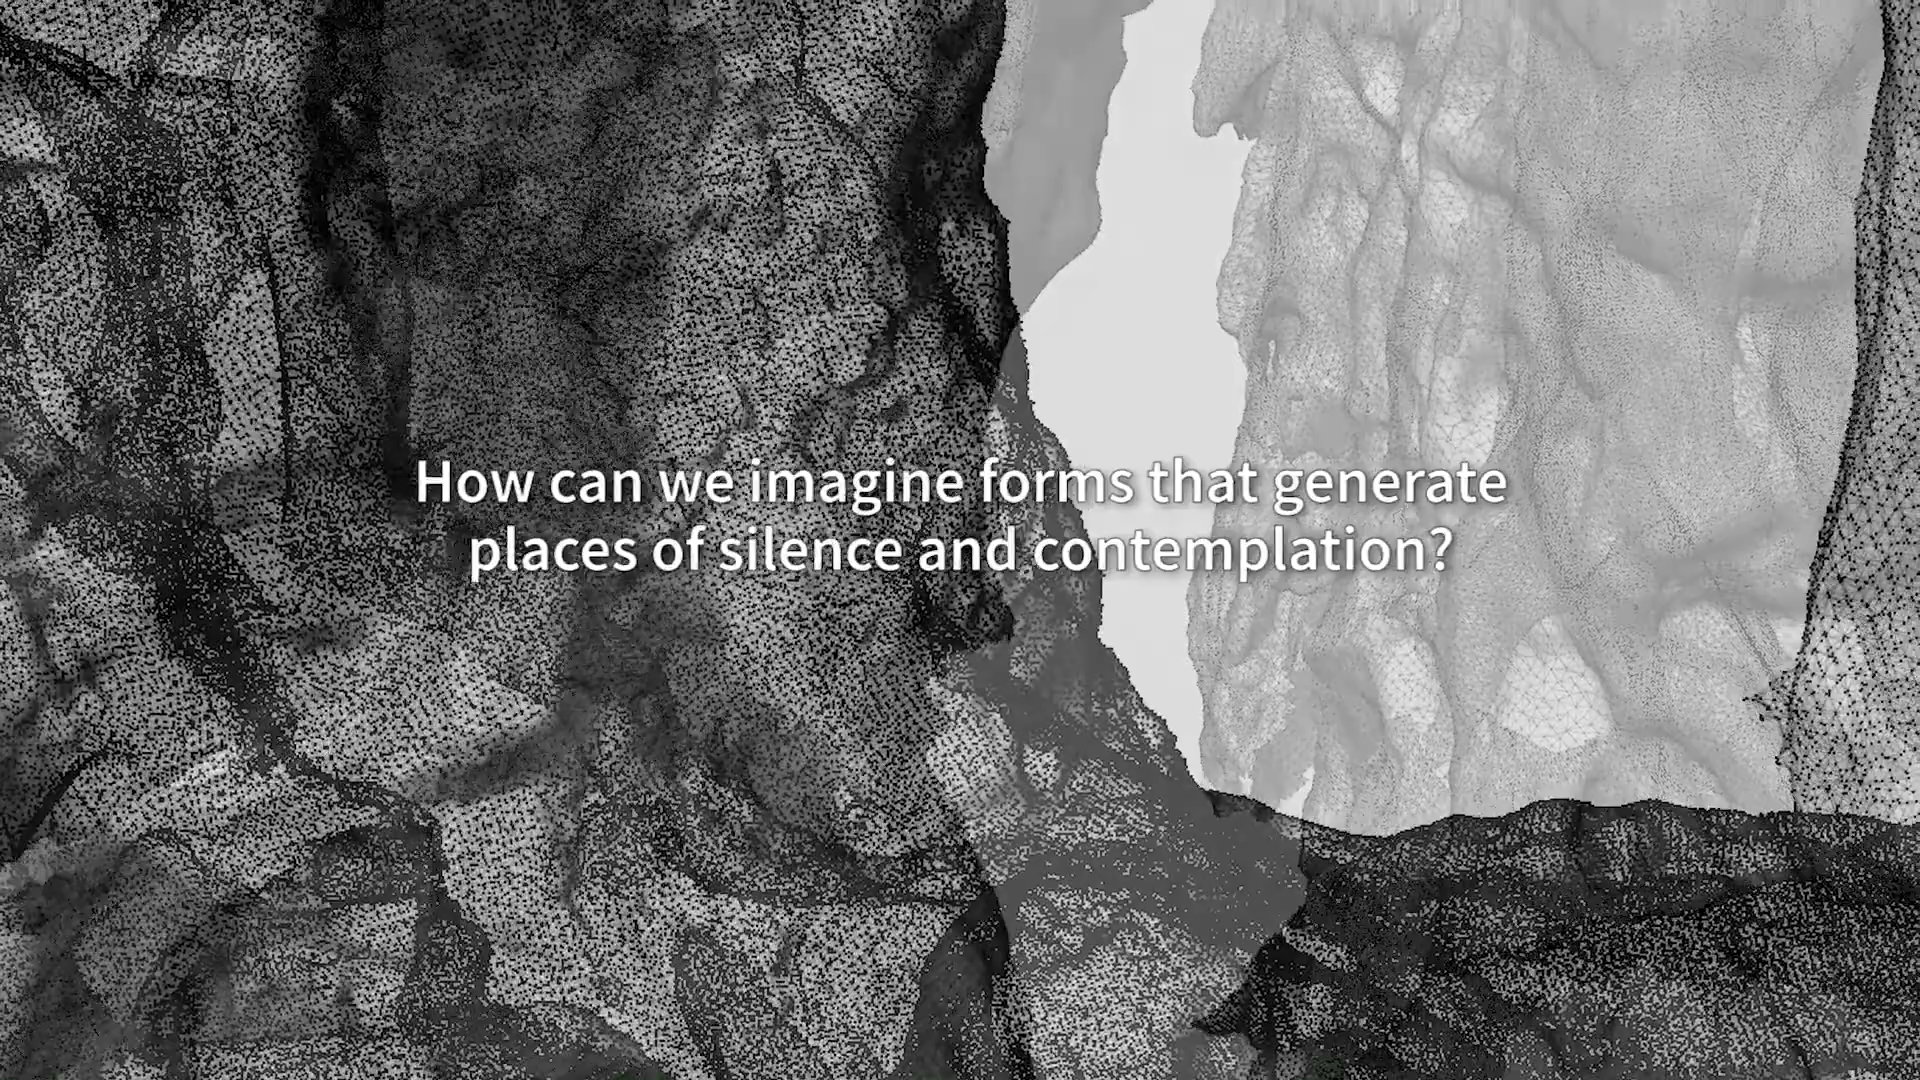 How can we imagine forms that generate
places of silence and contemplation?